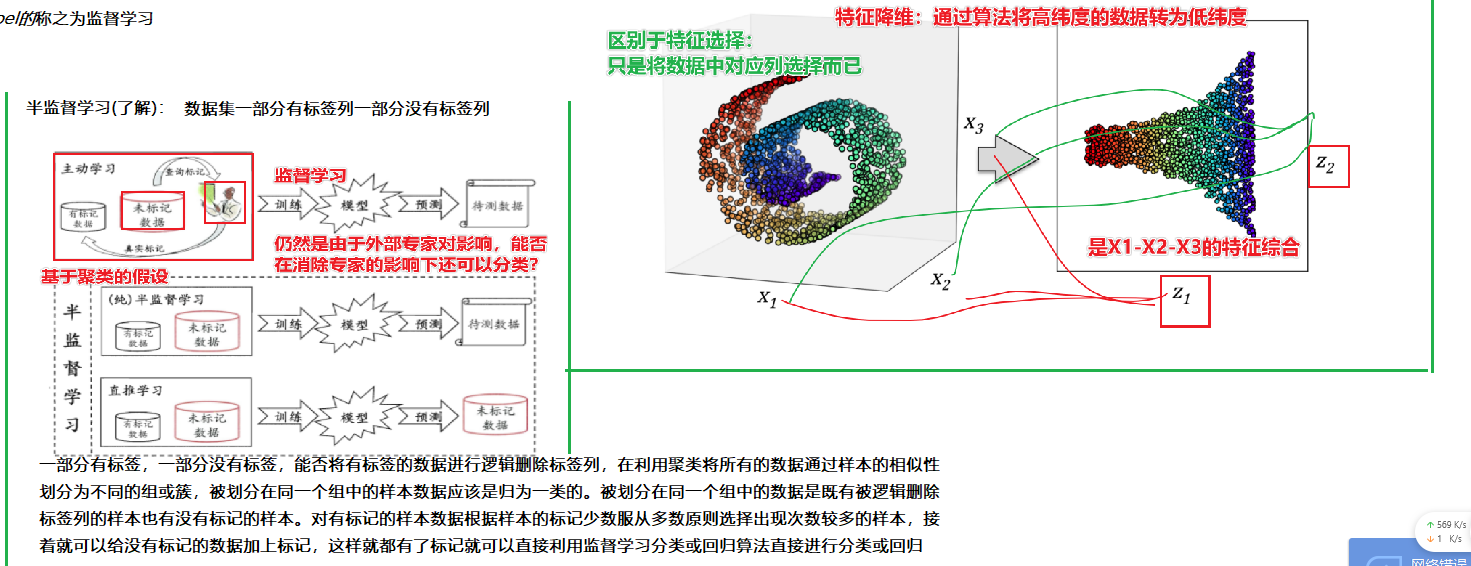 的称之为监督学习
半监督学习(了解):   数据集一部分有标签列一部分没有标签列
主动学习
查询标记
有标记
数据
未标记
数据
真实标记
监督学习
训练
模型
预测
待测数据
仍然是由于外部专家对影响，能否
在消除专家的影响下还可以分类?
基于聚类的假设
半监督学习
(纯)半监督学习
有标记
数据
未标记
数据
训练
模型
预测
待测数据
直推学习
有标记
数据
未标记
数据
训练
模型
预测
未标记
数据
一部分有标签，一部分没有标签，能否将有标签的数据进行逻辑删除标签列，在利用聚类将所有的数据通过样本的相似性
划分为不同的组或簇，被划分在同一个组中的样本数据应该是归为一类的。被划分在同一个组中的数据是既有被逻辑删除
标签列的样本也有没有标记的样本。对有标记的样本数据根据样本的标记少数服从多数原则选择出现次数较多的样本，接
着就可以给没有标记的数据加上标记，这样就都有了标记就可以直接利用监督学习分类或回归算法直接进行分类或回归
特征降维：通过算法将高纬度的数据转为低纬度
区别于特征选择：
只是将数据中对应列选择而已
x3
z2
是X1-X2-X3的特征综合
x2
x1
z1
569 K/s
1 K/s
网络错误